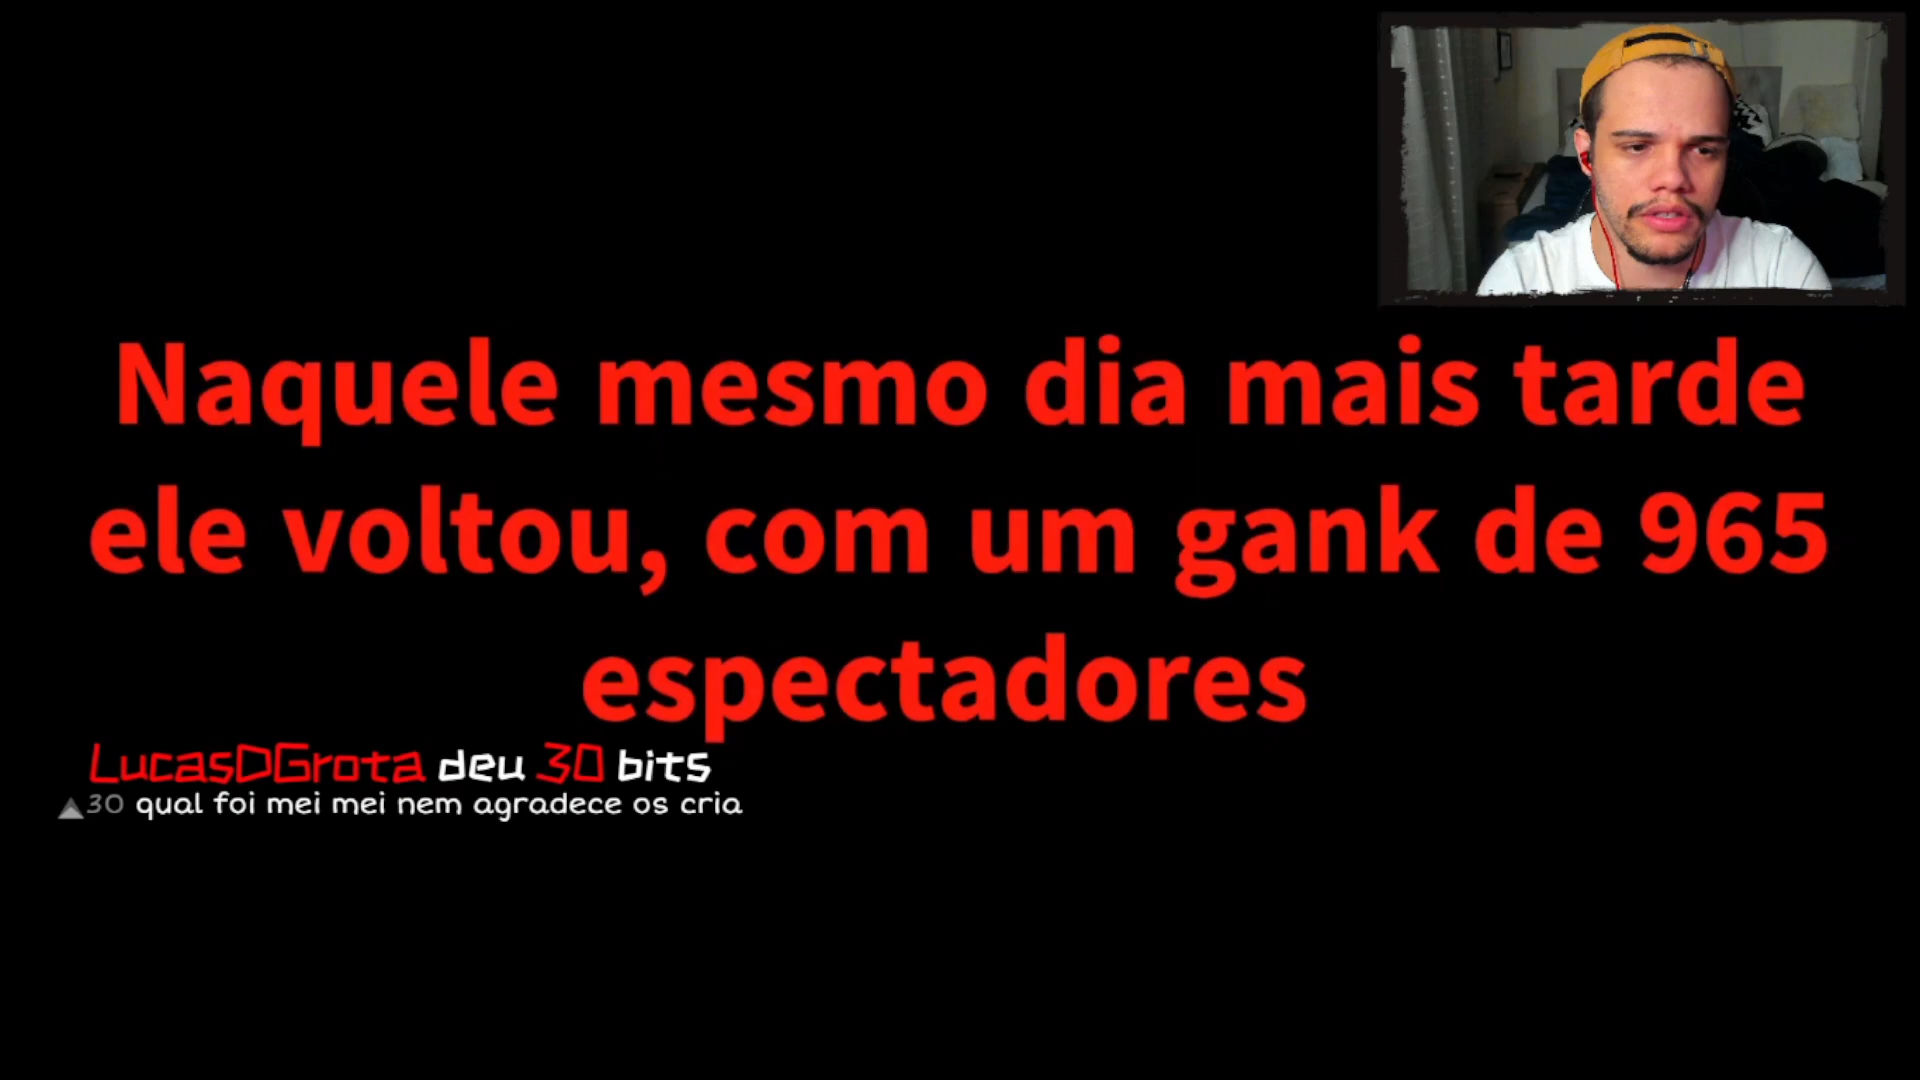 Naquele mesmo dia mais tarde
ele voltou, com um gank de 965
espectadores
LucasDGrota deu 30 bits
30 qual foi mei mei nem agradece os cria